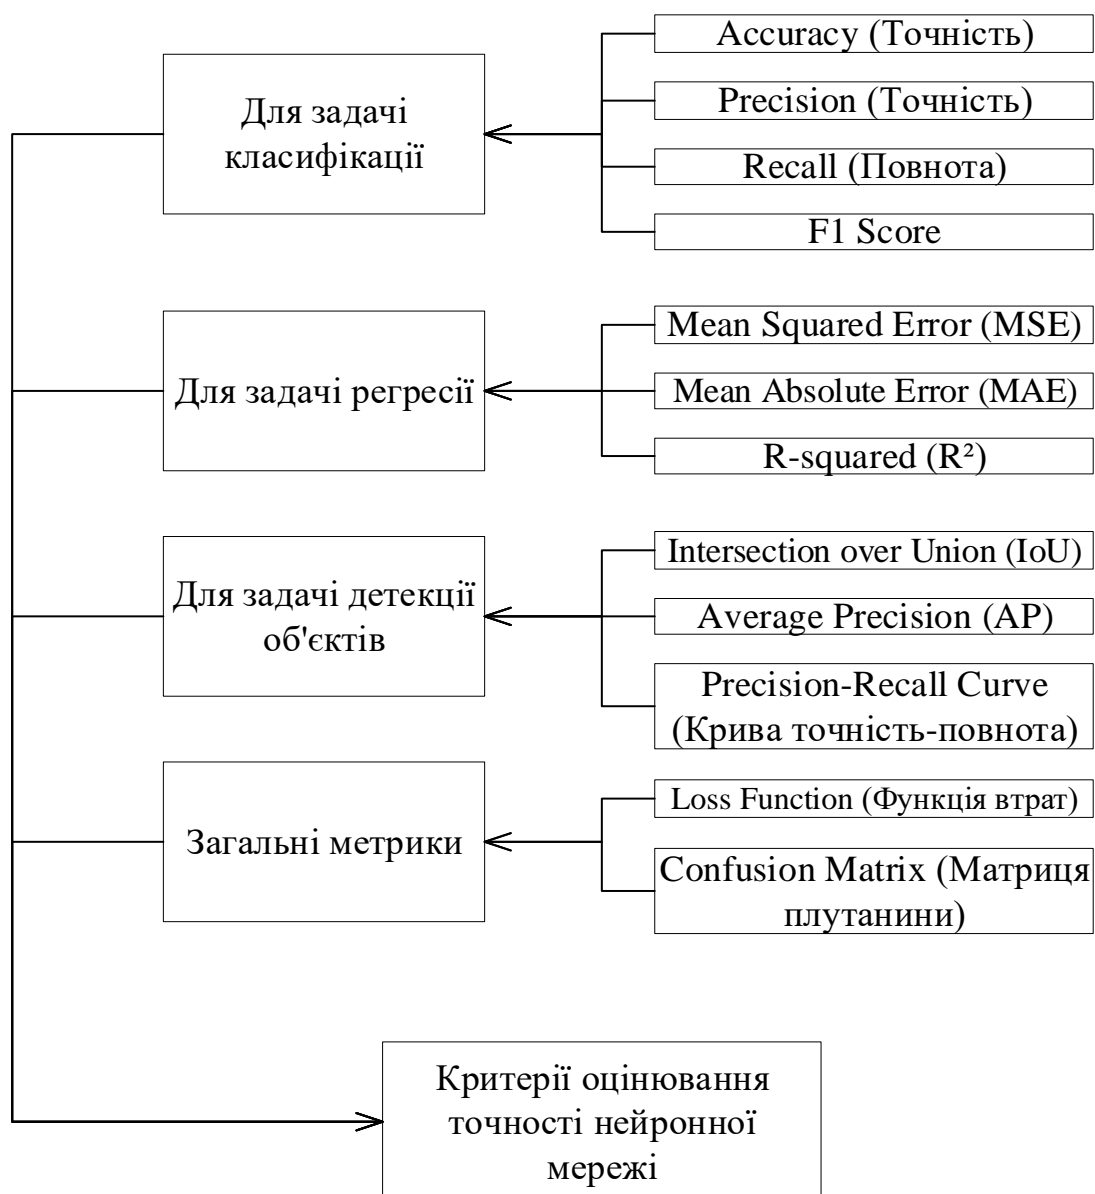 Для задачі
класифікації
Accuracy (Точність)
Precision (Точність)
Recall (Повнота)
F1 Score
Для задачі регресії
Mean Squared Error (MSE)
Mean Absolute Error (MAE)
R-squared (R²)
Для задачі детекції
об'єктів
Intersection over Union (IoU)
Average Precision (AP)
Precision-Recall Curve
(Крива точність-повнота)
Загальні метрики
Loss Function (Функція втрат)
Confusion Matrix (Матриця
плутанини)
Критерії оцінювання
точності нейронної
мережі